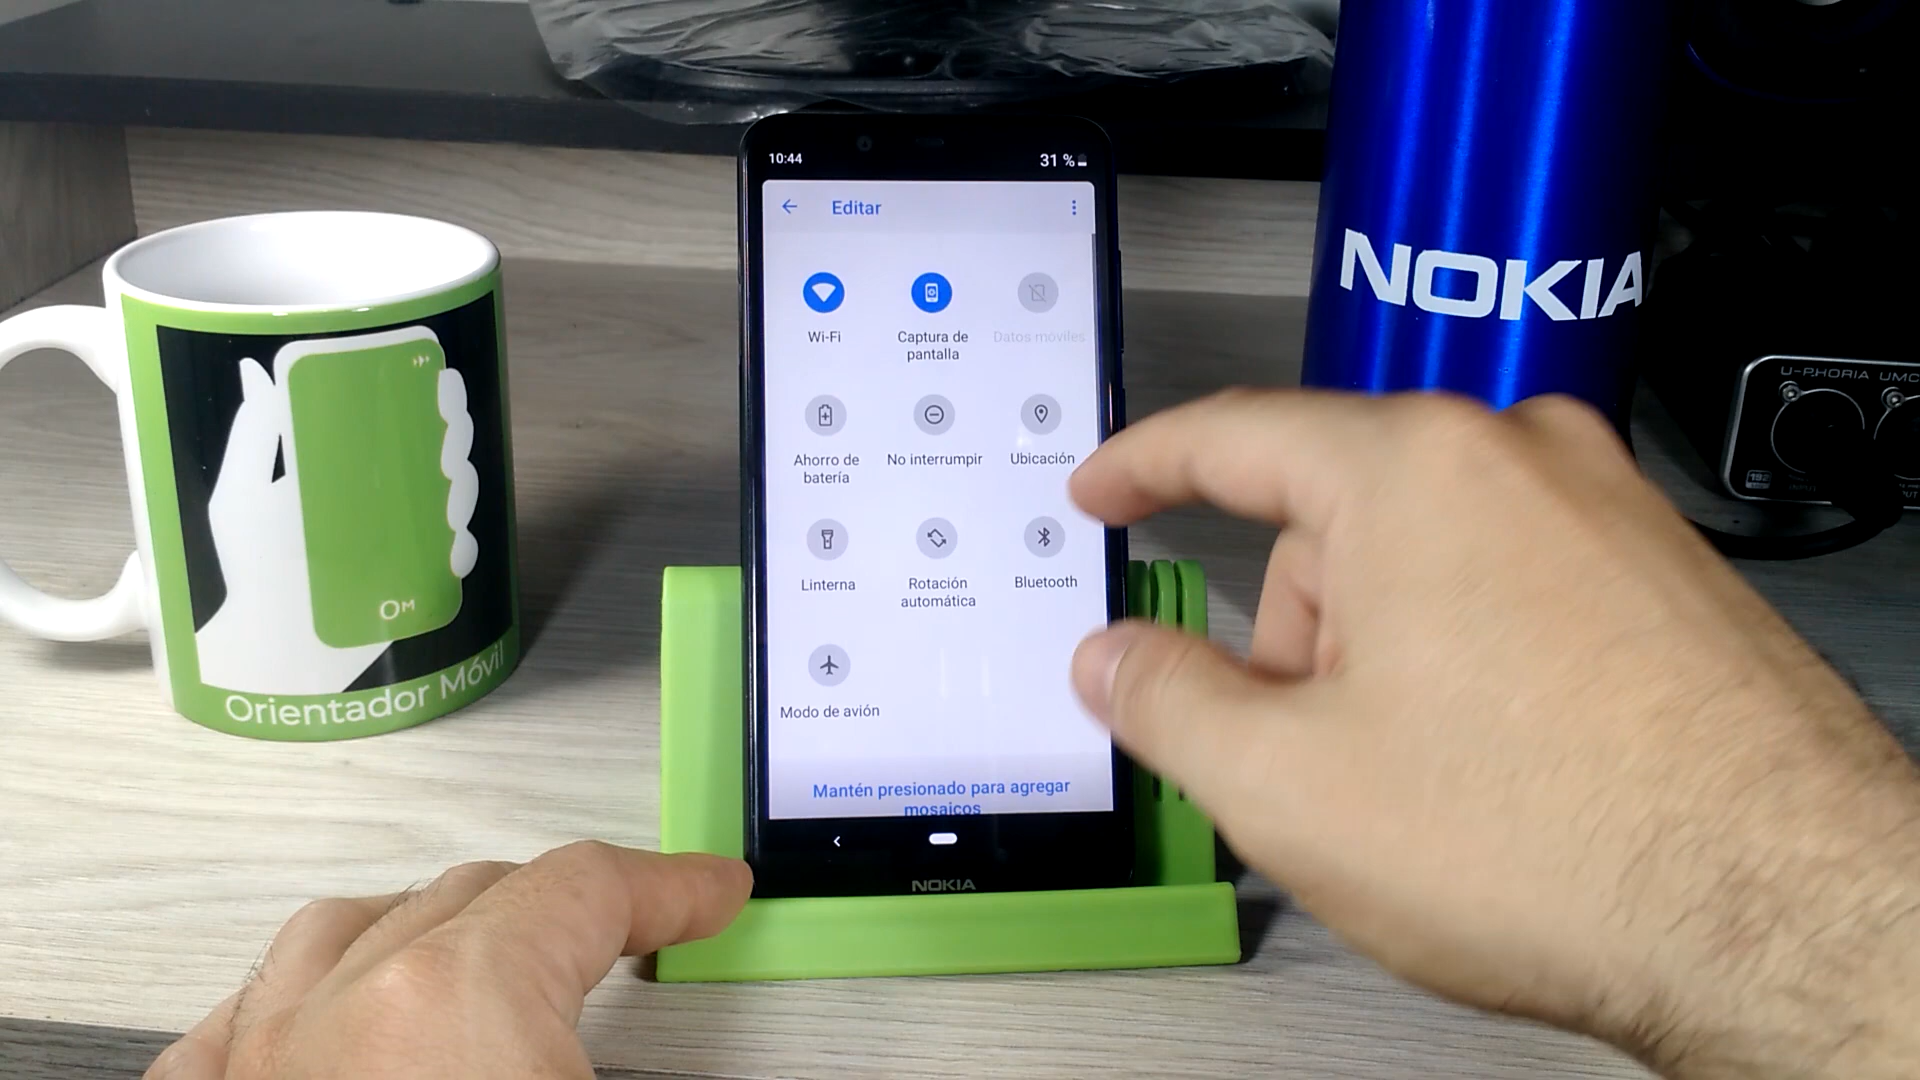 10:44
31 %
Editar
Wi-Fi
Captura de
pantalla
Datos móviles
Ahorro de
batería
No interrumpir
Ubicación
Linterna
Rotación
automática
Bluetooth
Modo de avión
Mantén presionado para agregar
mosaicos
NOKIA
OM
Orientador Móvil
NOKIA
U-PHORIA UMC
192